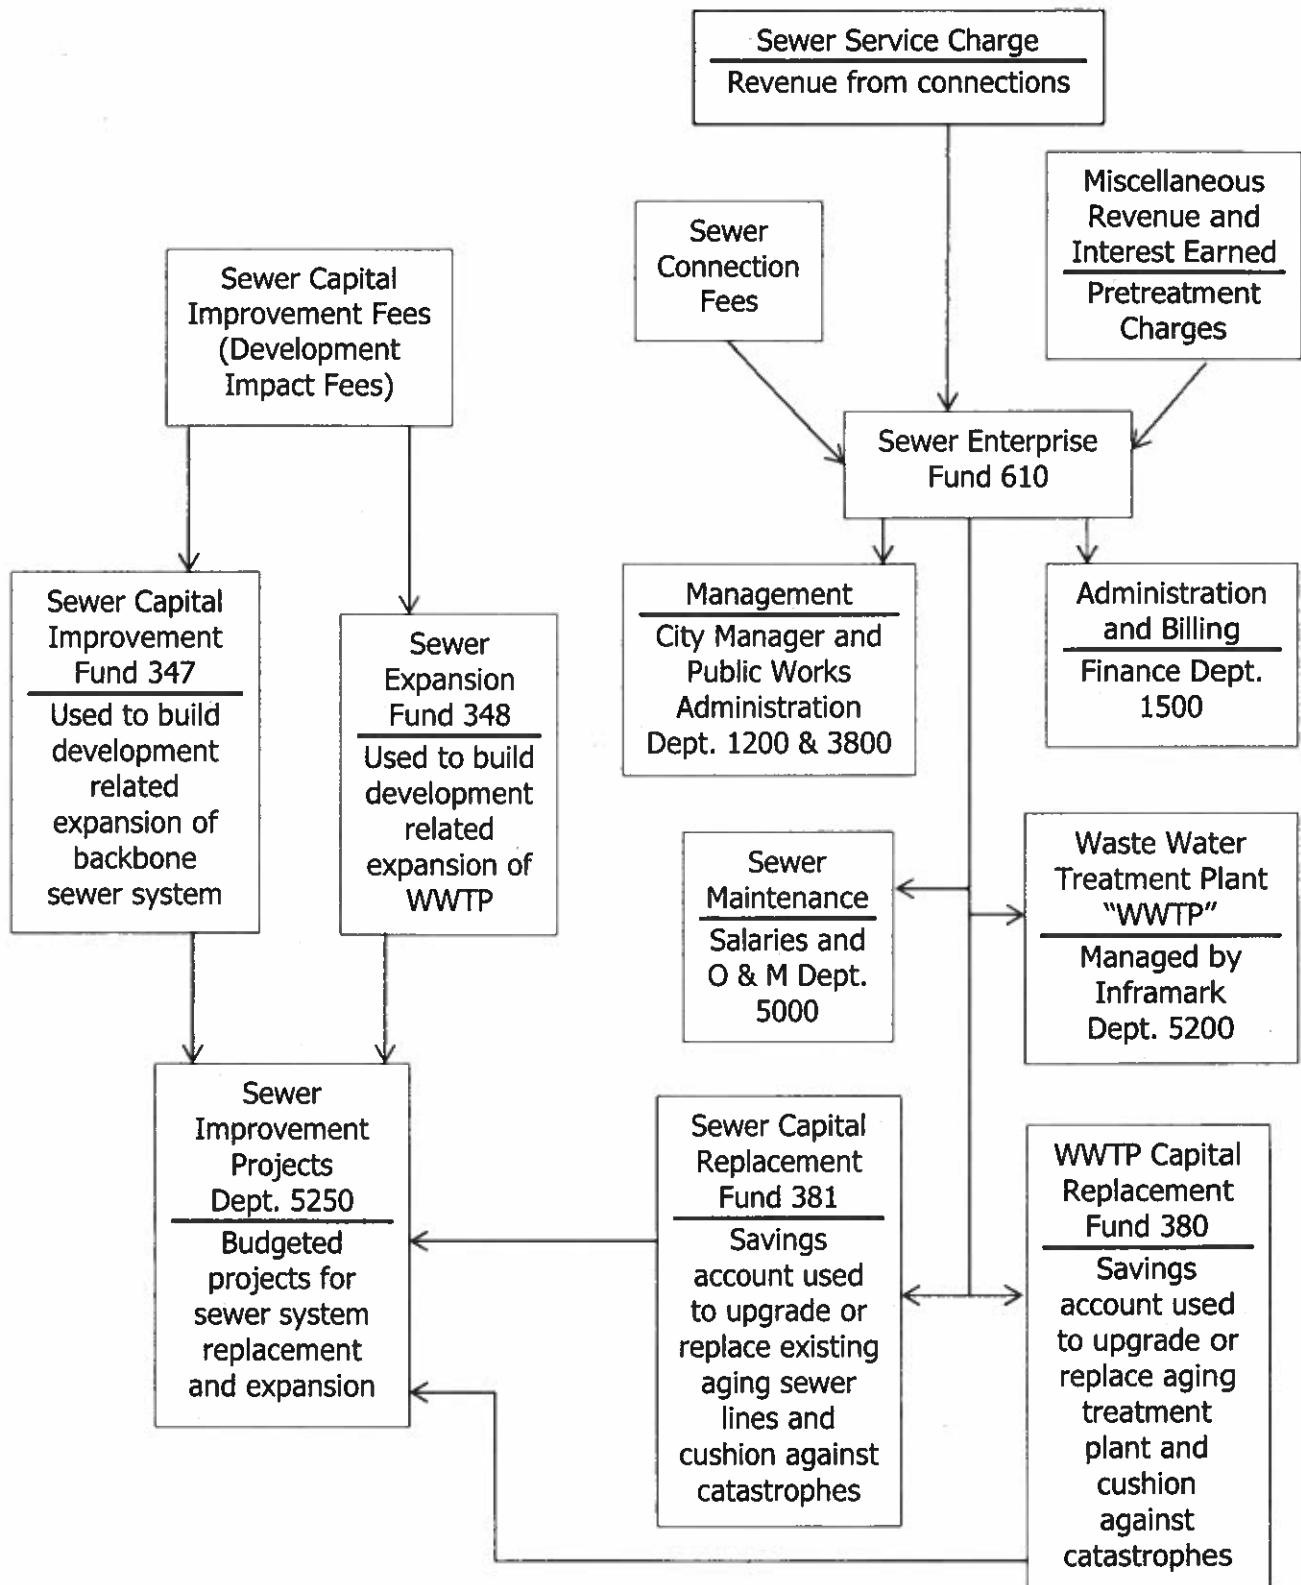 Sewer Service Charge
Revenue from connections
Miscellaneous
Revenue and
Interest Earned
Pretreatment
Charges
Sewer
Connection
Fees
Sewer Capital
Improvement Fees
(Development
Impact Fees)
Sewer Enterprise
Fund 610
Sewer Capital
Improvement
Fund 347
Used to build
development
related
expansion of
backbone
sewer system
Sewer
Expansion
Fund 348
Used to build
development
related
expansion of
WWTP
Management
City Manager and
Public Works
Administration
Dept. 1200 & 3800
Administration
and Billing
Finance Dept.
1500
Sewer
Maintenance
Salaries and
O & M Dept.
5000
Waste Water
Treatment Plant
“WWTP”
Managed by
Inframark
Dept. 5200
Sewer
Improvement
Projects
Dept. 5250
Budgeted
projects for
sewer system
replacement
and expansion
Sewer Capital
Replacement
Fund 381
Savings
account used
to upgrade or
replace existing
aging sewer
lines and
cushion against
catastrophes
WWTP Capital
Replacement
Fund 380
Savings
account used
to upgrade or
replace aging
treatment
plant and
cushion
against
catastrophes